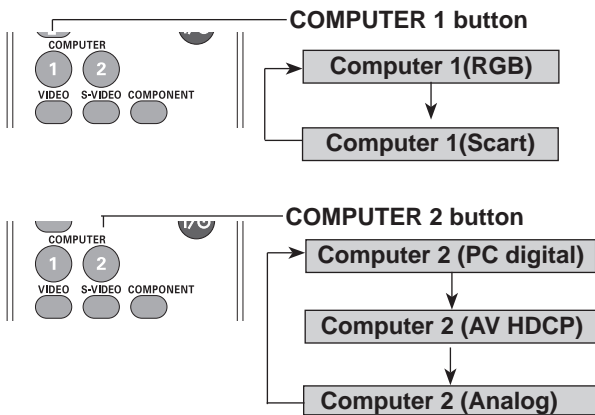 COMPUTER 1 button
COMPUTER
1 2
VIDEO S-VIDEO COMPONENT
Computer 1(RGB)
Computer 1(Scart)
COMPUTER 2 button
COMPUTER
1 2
VIDEO S-VIDEO COMPONENT
Computer 2 (PC digital)
Computer 2 (AV HDCP)
Computer 2 (Analog)